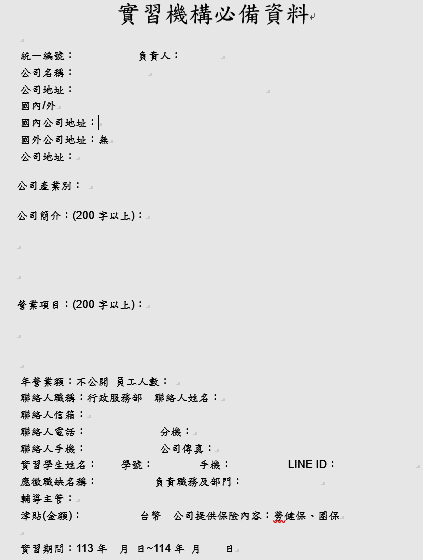 實習機構必備資料
統一編號： 負責人：
公司名稱：
公司地址：
國內/外
國內公司地址：
國外公司地址：無
公司地址：
公司產業別：
公司簡介：(200 字以上)：
營業項目：(200 字以上)：
年營業額：不公開 員工人數：
聯絡人職稱：行政服務部 聯絡人姓名：
聯絡人信箱：
聯絡人電話： 分機：
聯絡人手機： 公司傳真：
實習學生姓名： 學號： 手機： LINE ID：
應徵職缺名稱： 負責職務及部門：
輔導主管：
津貼(金額)： 台幣 公司提供保險內容：勞健保、團保
實習期間：113 年 月 日~114 年 月 日